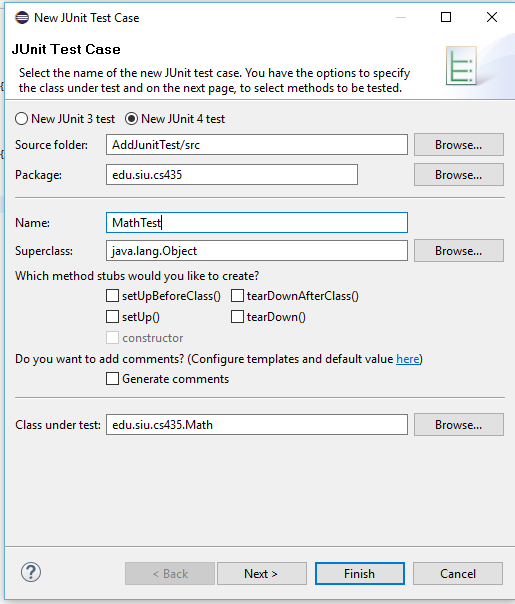 New JUnit Test Case
JUnit Test Case
Select the name of the new JUnit test case. You have the options to specify
the class under test and on the next page, to select methods to be tested.
{
New JUnit 3 test New JUnit 4 test
Source folder: AddJunitTest/src Browse...
{
Package: edu.siu.cs435 Browse...
Name: MathTest
Superclass: java.lang.Object Browse...
Which method stubs would you like to create?
setUpBeforeClass() tearDownAfterClass()
setUp() tearDown()
constructor
Do you want to add comments? (Configure templates and default value here)
Generate comments
Class under test: edu.siu.cs435.Math Browse...
? < Back Next > Finish Cancel